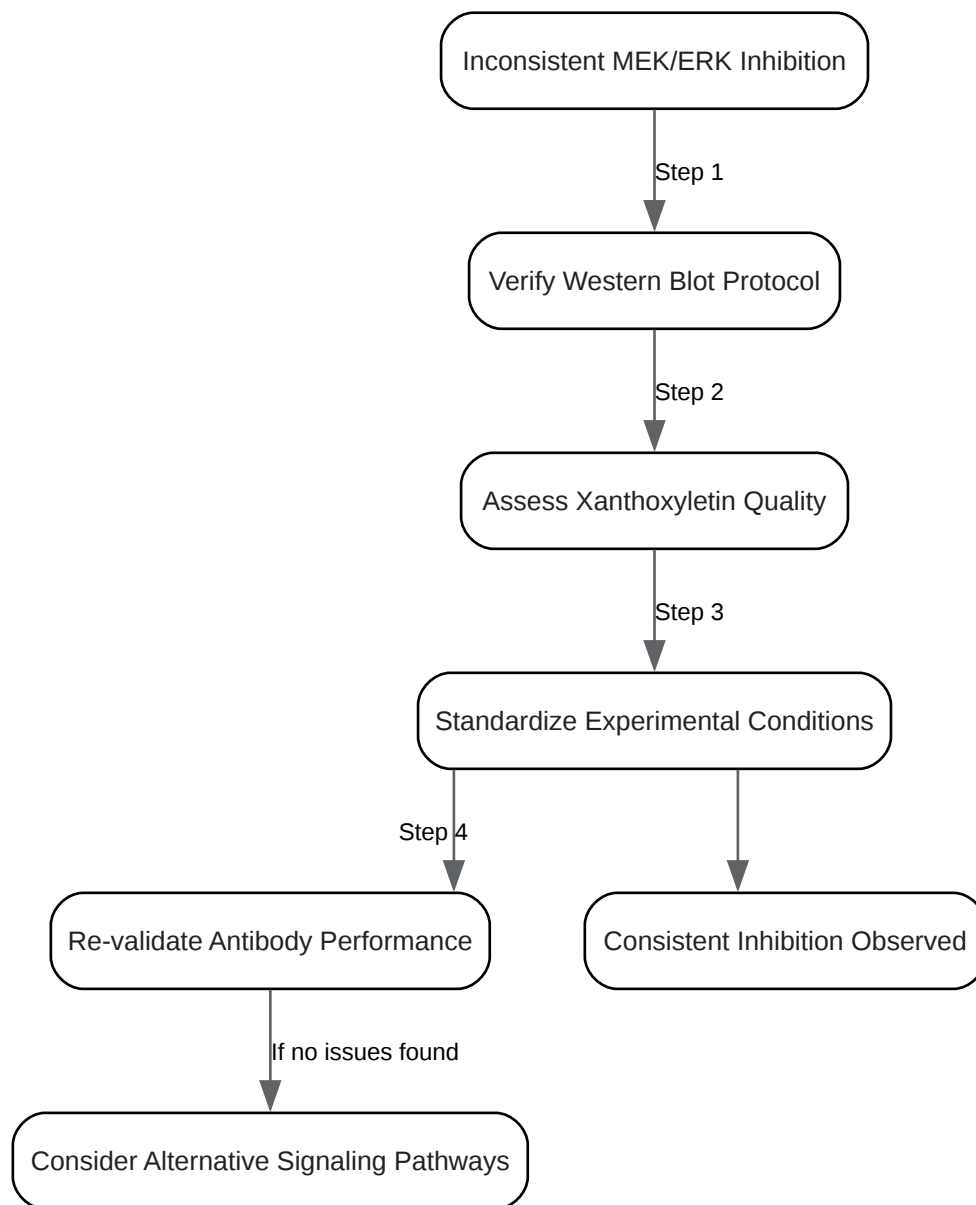 Inconsistent MEK/ERK Inhibition
Step 1
Verify Western Blot Protocol
Step 2
Assess Xanthoxyletin Quality
Step 3
Standardize Experimental Conditions
Step 4
Re-validate Antibody Performance
Consistent Inhibition Observed
If no issues found
Consider Alternative Signaling Pathways